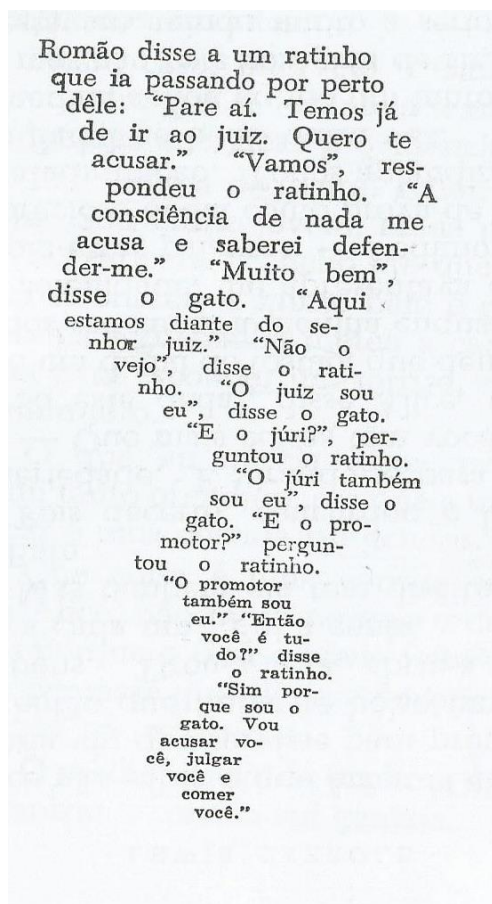 Romão disse a um ratinho
que ia passando por perto
dêle: “Pare aí. Temos já
de ir ao juiz. Quero te
acusar.” “Vamos”, res-
pondeu o ratinho. “A
consciência de nada me
acusa e saberei defen-
der-me.” “Muito bem”,
disse o gato. “Aqui
estamos diante do se-
nhor juiz.” “Não o
vejo”, disse o rati-
nho. “O juiz sou
eu”, disse o gato.
“E o júri?”, per-
guntou o ratinho.
“O júri também
sou eu”, disse o
gato. “E o pro-
motor?” pergun-
tou o ratinho.
“O promotor
também sou
eu.” “Então
você é tu-
do?” disse
o ratinho.
“Sim por-
que sou o
gato. Vou
acusar vo-
cê, julgar
você e
comer
você.”